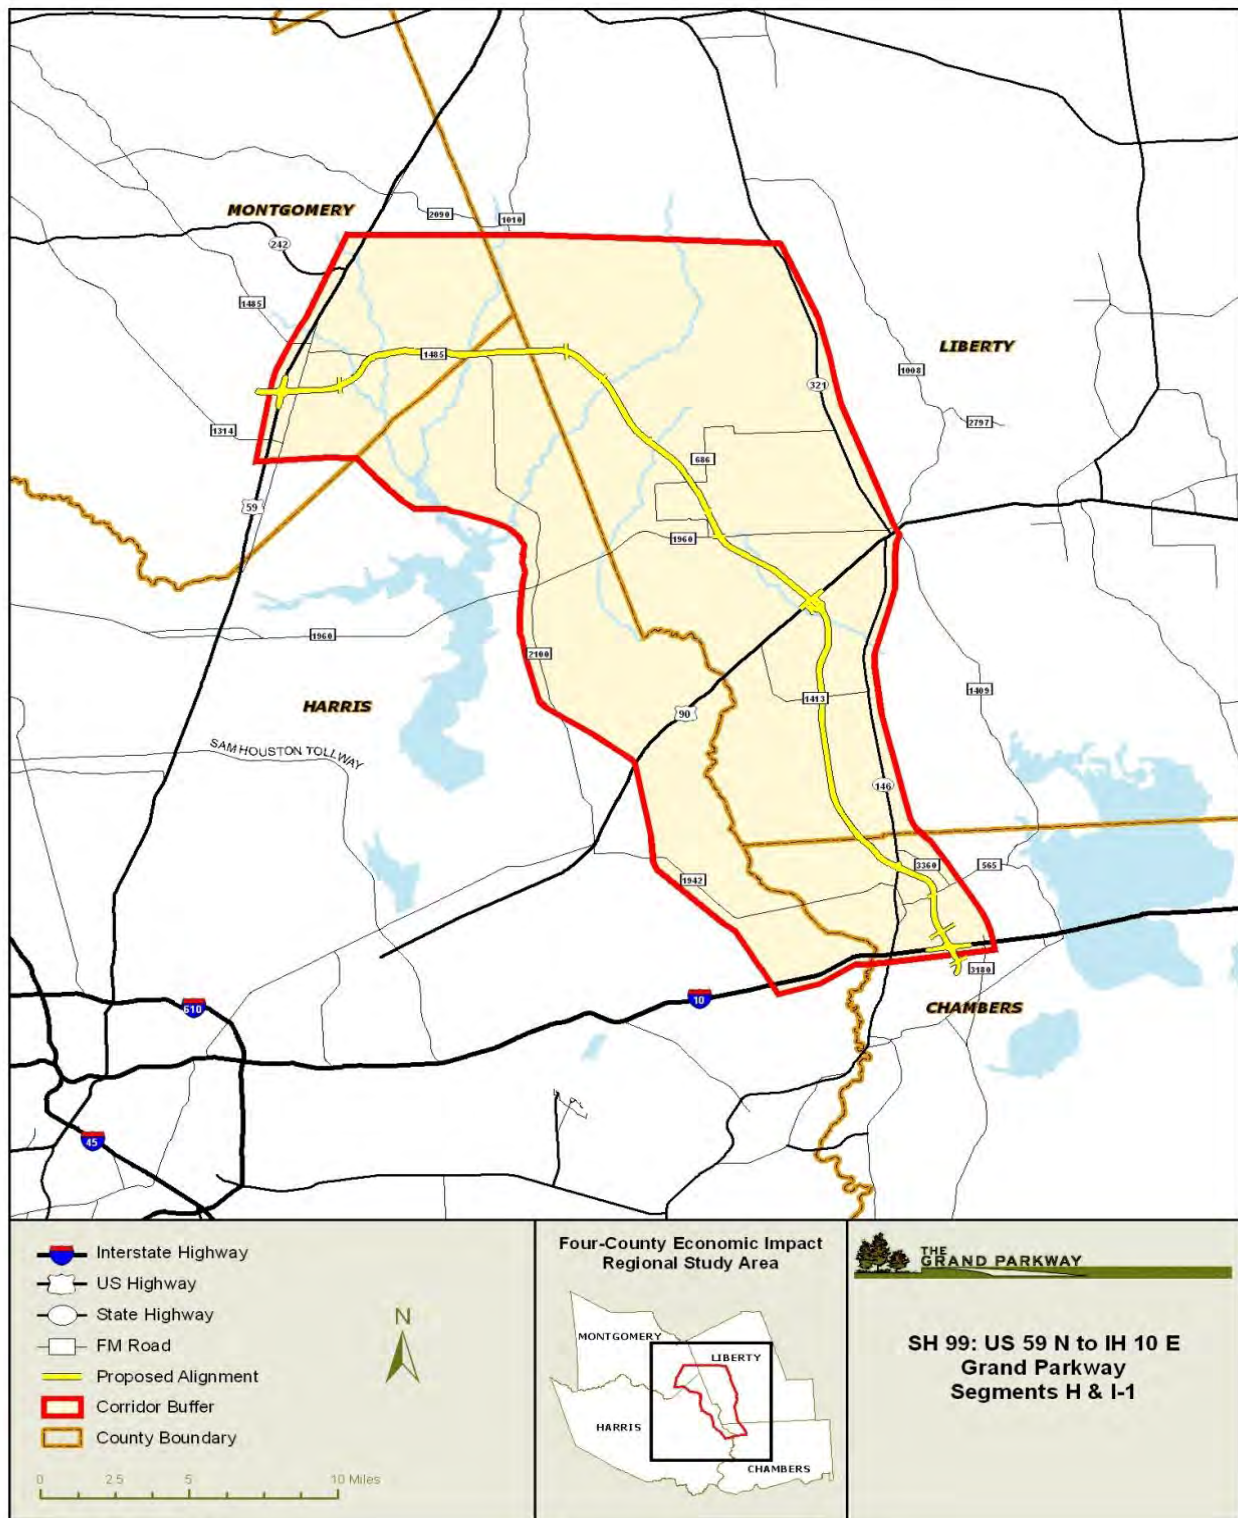 MONTGOMERY
2090
1010
242
1485
LIBERTY
1485
1008
321
2797
1314
686
59
1960
1960
2100
1409
HARRIS
1413
90
SAM HOUSTON TOLLWAY
146
3360
565
1942
3180
10
610
CHAMBERS
45
Interstate Highway
US Highway
State Highway
FM Road
Proposed Alignment
Corridor Buffer
County Boundary
0 2.5 5 10 Miles
N
Four-County Economic Impact
Regional Study Area
MONTGOMERY
LIBERTY
HARRIS
CHAMBERS
THE
GRAND PARKWAY
SH 99: US 59 N to IH 10 E
Grand Parkway
Segments H & I-1